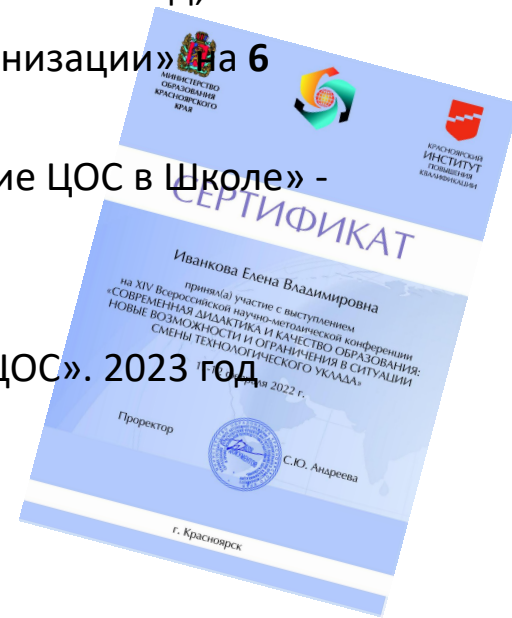 низации» на 6
МИНИСТЕРСТВО
ОБРАЗОВАНИЯ
КРАСНОЯРСКОГО
КРАЯ
КРАСНОЯРСКИЙ
ИНСТИТУТ
ПОВЫШЕНИЯ
КВАЛИФИКАЦИИ
ие ЦОС в Школе» -
СЕРТИФИКАТ
Иванкова Елена Владимировна
принял(а) участие с выступлением
на XIV Всероссийской научно-методической конференции
«СОВРЕМЕННАЯ ДИДАКТИКА И КАЧЕСТВО ОБРАЗОВАНИЯ:
НОВЫЕ ВОЗМОЖНОСТИ И ОГРАНИЧЕНИЯ В СИТУАЦИИ
СМЕНЫ ТЕХНОЛОГИЧЕСКОГО УКЛАДА»
ЦОС». 2023 год
2022 г.
Проректор
С.Ю. Андреева
г. Красноярск